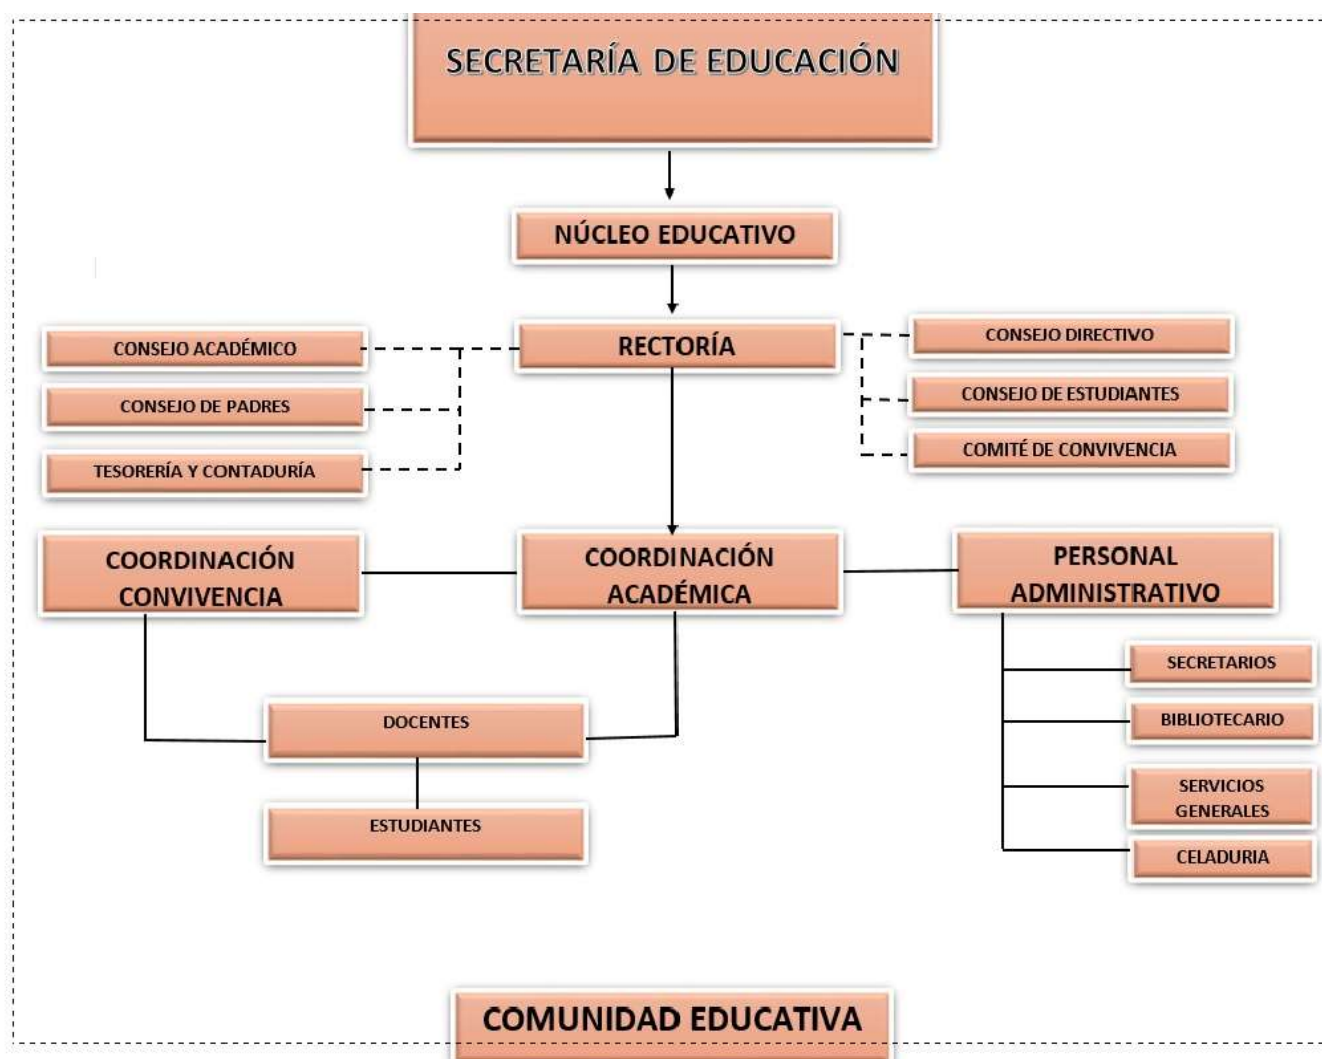 SECRETARÍA DE EDUCACIÓN
NÚCLEO EDUCATIVO
RECTORÍA
CONSEJO ACADÉMICO
CONSEJO DE PADRES
TESORERÍA Y CONTADURÍA
CONSEJO DIRECTIVO
CONSEJO DE ESTUDIANTES
COMITÉ DE CONVIVENCIA
COORDINACIÓN
CONVIVENCIA
COORDINACIÓN
ACADÉMICA
PERSONAL
ADMINISTRATIVO
SECRETARIOS
BIBLIOTECARIO
SERVICIOS
GENERALES
CELADURIA
DOCENTES
ESTUDIANTES
COMUNIDAD EDUCATIVA